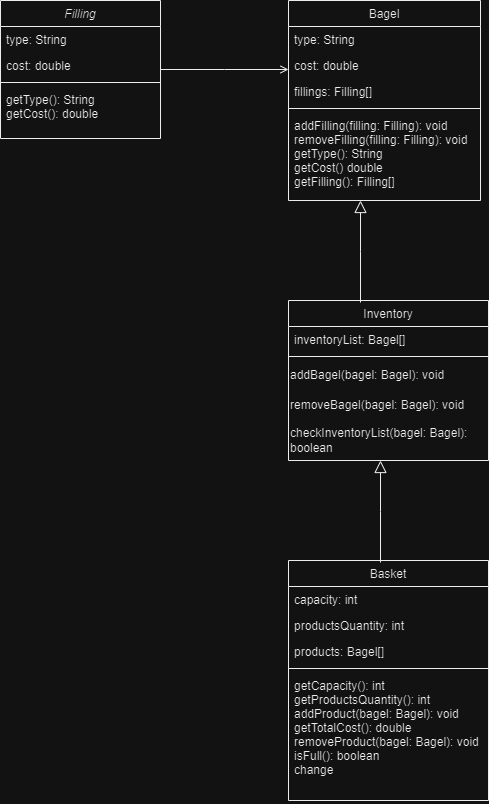 Filling
type: String
cost: double
getType(): String
getCost(): double
Bagel
type: String
cost: double
fillings: Filling[]
addFilling(filling: Filling): void
removeFilling(filling: Filling): void
getType(): String
getCost() double
getFilling(): Filling[]
Inventory
inventoryList: Bagel[]
addBagel(bagel: Bagel): void
removeBagel(bagel: Bagel): void
checkInventoryList(bagel: Bagel):
boolean
Basket
capacity: int
productsQuantity: int
products: Bagel[]
getCapacity(): int
getProductsQuantity(): int
addProduct(bagel: Bagel): void
getTotalCost(): double
removeProduct(bagel: Bagel): void
isFull(): boolean
change